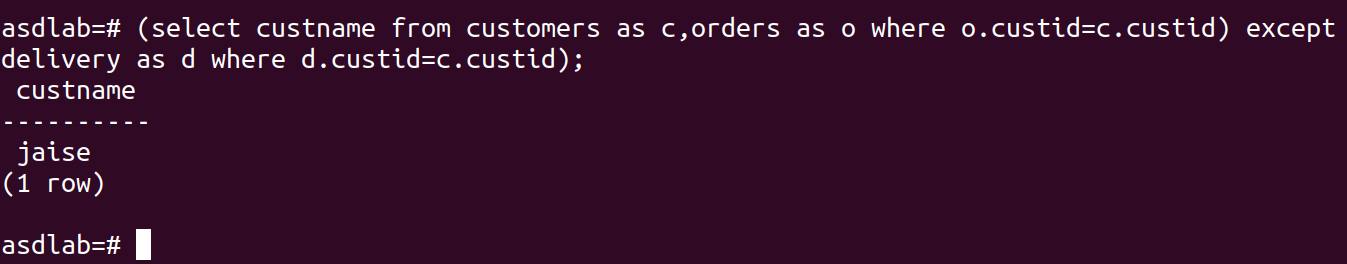 asdlab=# (select custname from customers as c,orders as o where o.custid=c.custid) except
delivery as d where d.custid=c.custid);
custname
----------
jaise
(1 row)
asdlab=#